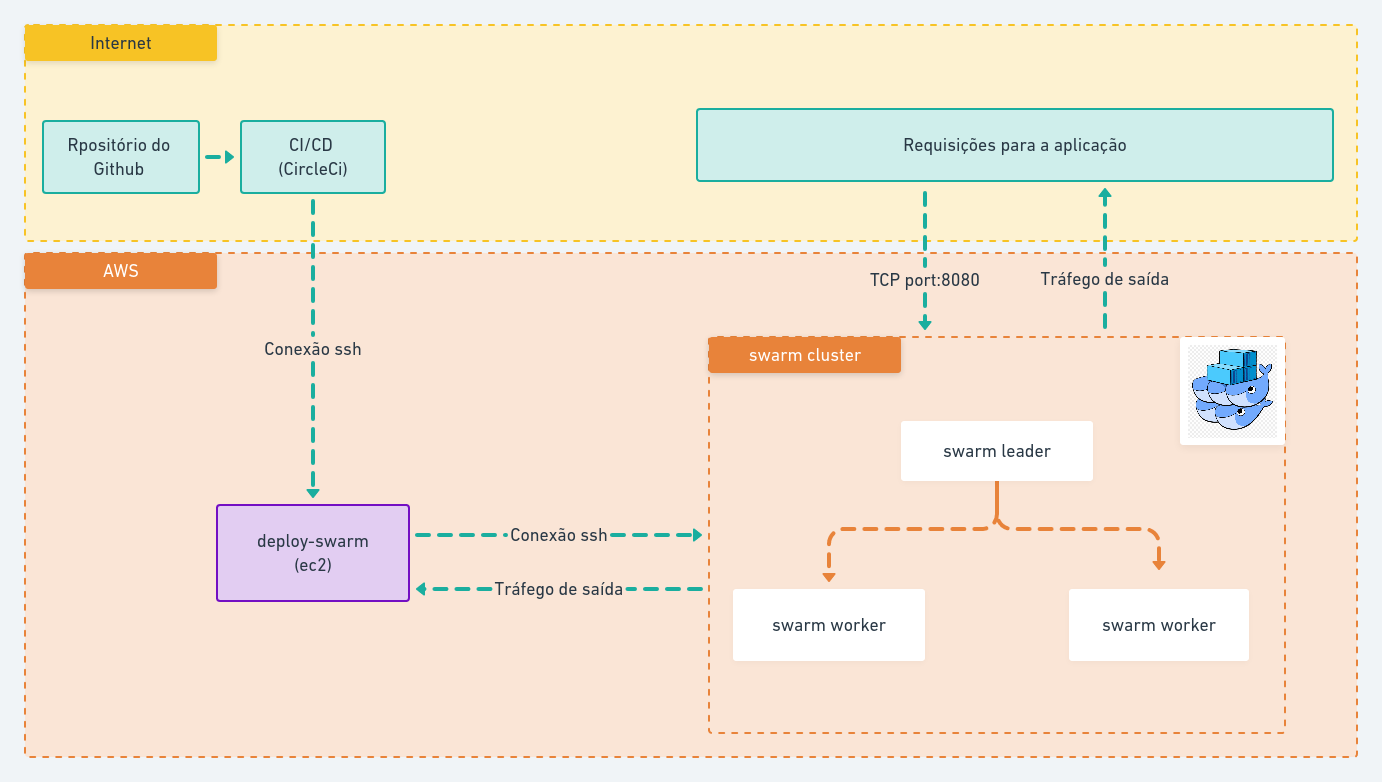 Internet
Rpositório do
Github
CI/CD
(CircleCi)
Requisições para a aplicação
AWS
TCP port:8080
Tráfego de saída
Conexão ssh
swarm cluster
swarm leader
deploy-swarm
(ec2)
Conexão ssh
Tráfego de saída
swarm worker
swarm worker